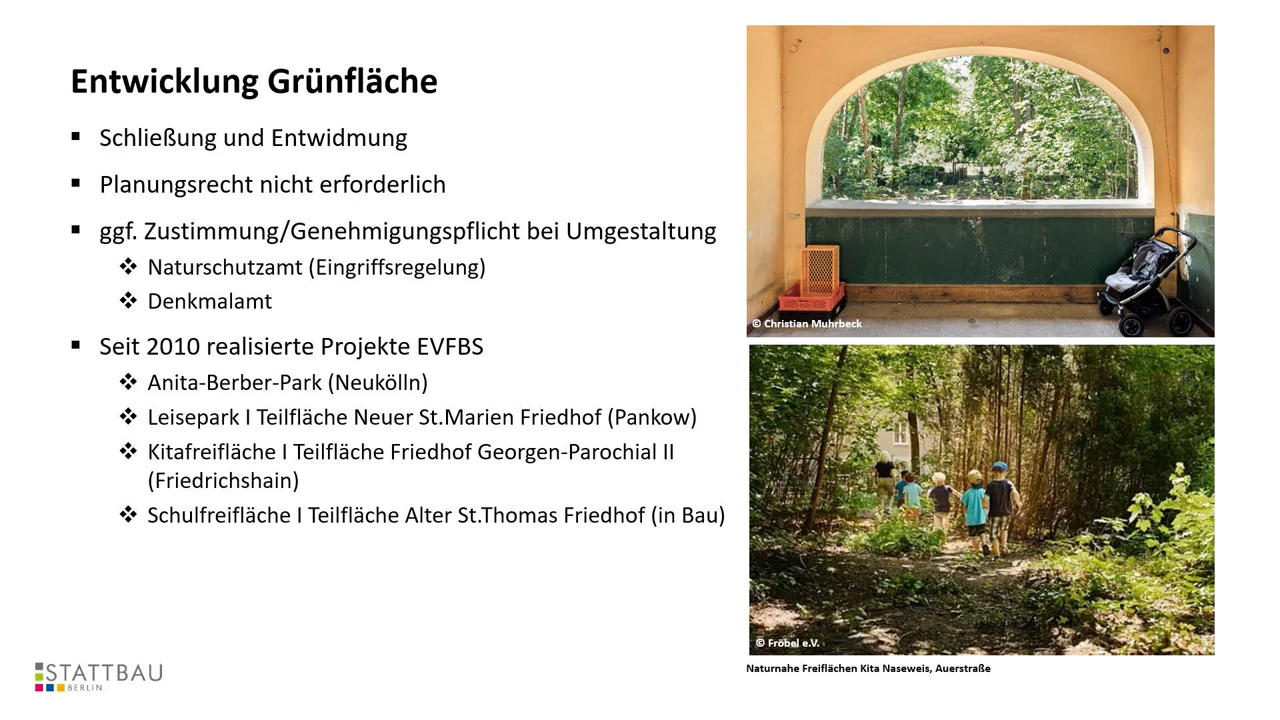 Entwicklung Grünfläche
▪ Schließung und Entwidmung
▪ Planungsrecht nicht erforderlich
▪ ggf. Zustimmung/Genehmigungspflicht bei Umgestaltung
❖ Naturschutzamt (Eingriffsregelung)
❖ Denkmalamt
▪ Seit 2010 realisierte Projekte EVFBS
❖ Anita-Berber-Park (Neukölln)
❖ Leisepark I Teilfläche Neuer St.Marien Friedhof (Pankow)
❖ Kitafreifläche I Teilfläche Friedhof Georgen-Parochial II
(Friedrichshain)
❖ Schulfreifläche I Teilfläche Alter St.Thomas Friedhof (in Bau)
© Christian Muhrbeck
© Fröbel e.V.
Naturnahe Freiflächen Kita Naseweis, Auerstraße
STATTBAU
BERLIN